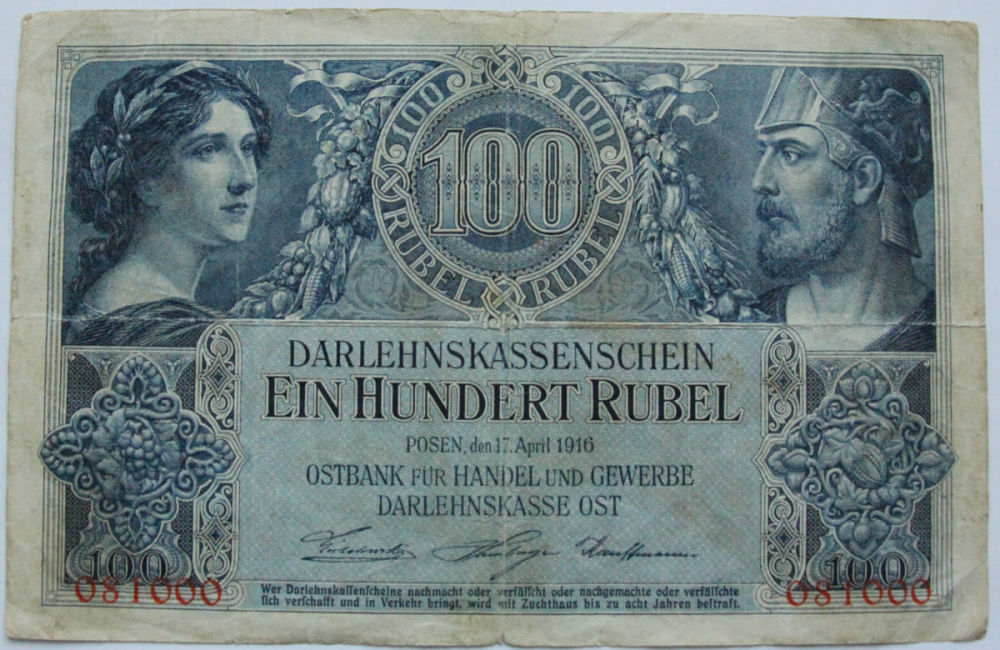 100 100
100
RUBEL RUBEL
DARLEHNSKASSENSCHEIN
EIN HUNDERT RUBEL
POSEN, den 17. April 1916
OSTBANK FÜR HANDEL UND GEWERBE
DARLEHNSKASSE OST
Kauffmann
100 100
081000 081000
Wer Darlehnskaſſenſcheine nachmacht oder verfälſcht oder nachgemachte oder verfälſchte
ſich verſchafft und in Verkehr bringt, wird mit Zuchthaus bis zu acht Jahren beſtraft.